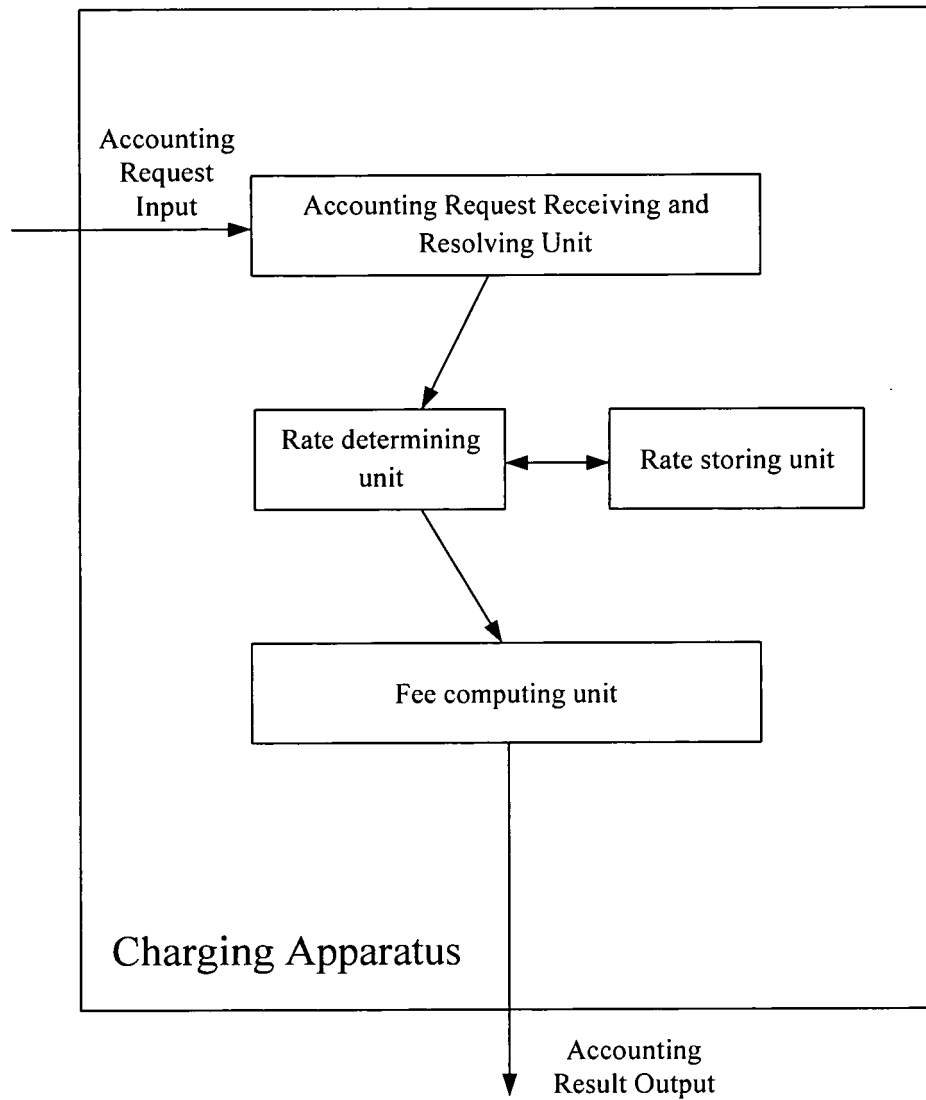 Accounting
Request
Input
Accounting Request Receiving and
Resolving Unit
Rate determining
unit
Rate storing unit
Fee computing unit
Charging Apparatus
Accounting
Result Output